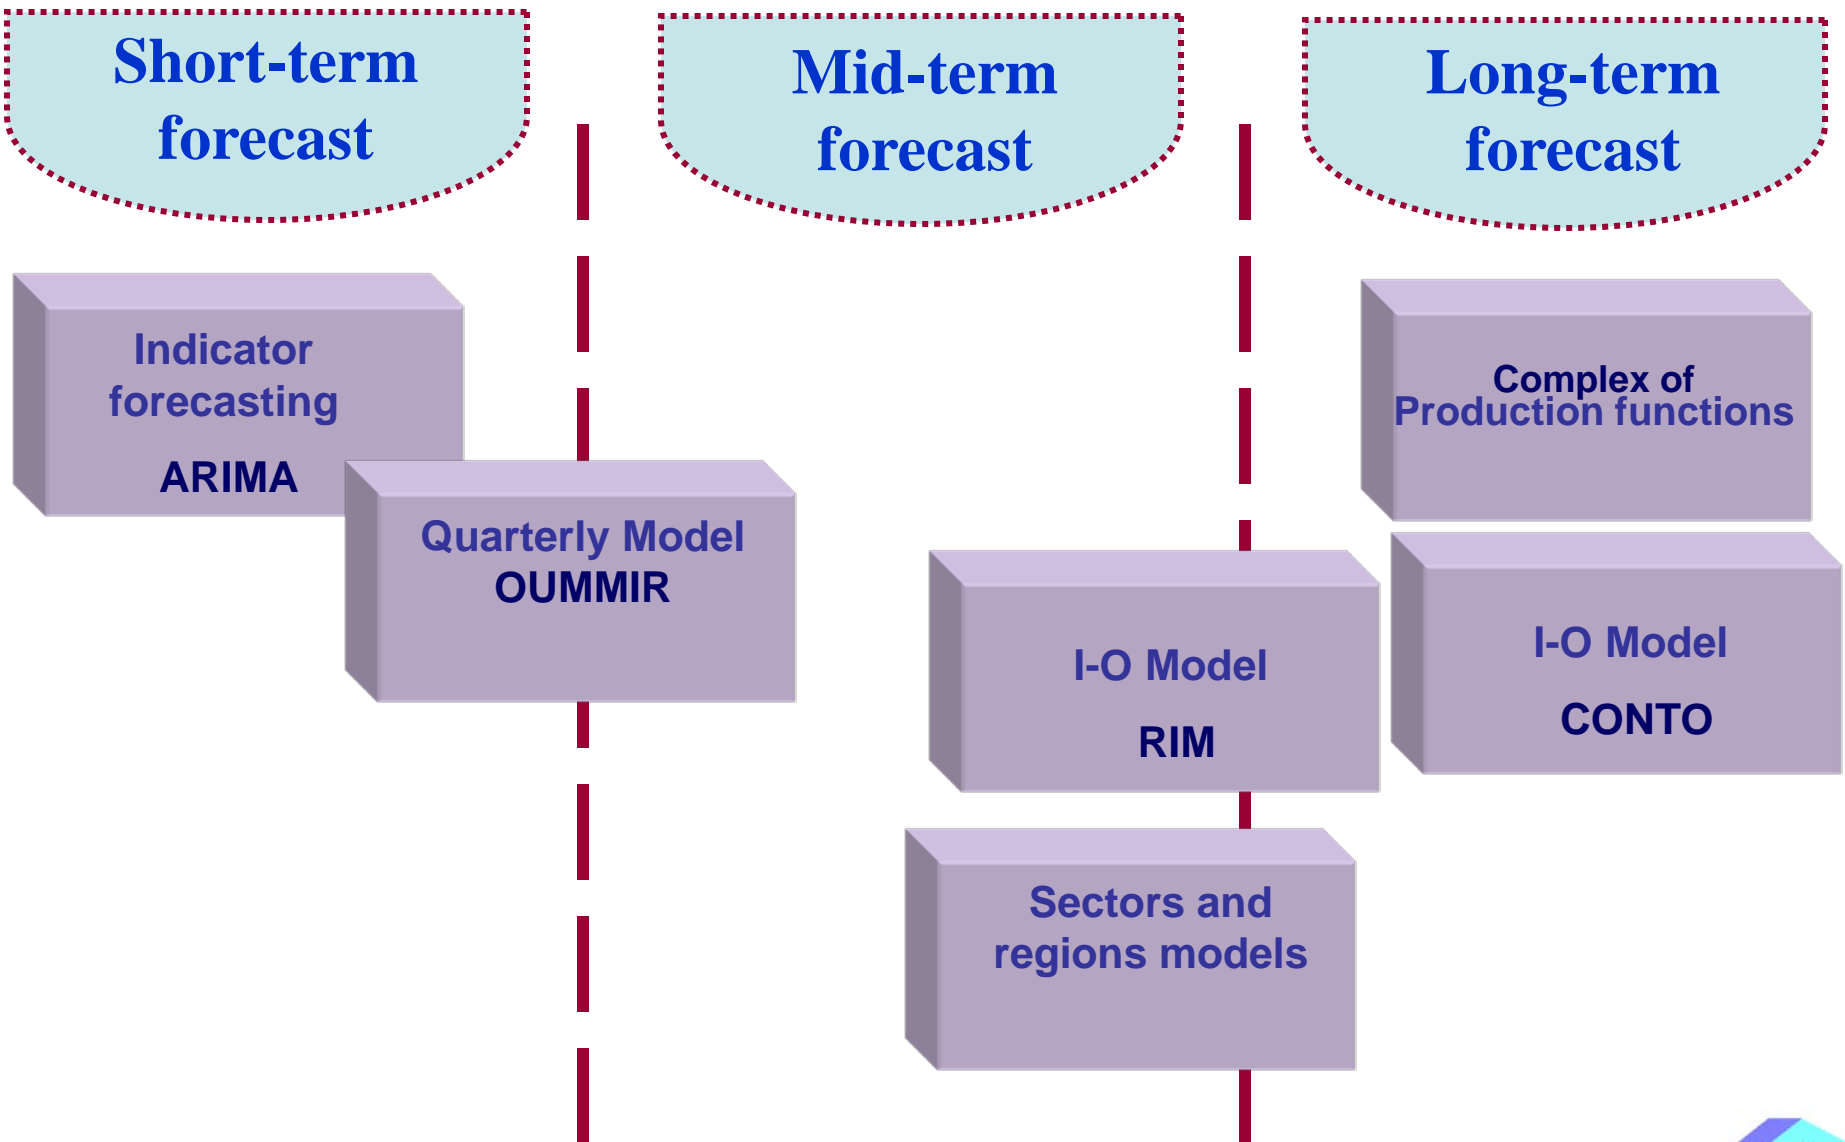 Short-term
forecast
Mid-term
forecast
Long-term
forecast
Indicator
forecasting
ARIMA
Quarterly Model
OUMMIR
Complex of
Production functions
I-O Model
RIM
I-O Model
CONTO
Sectors and
regions models